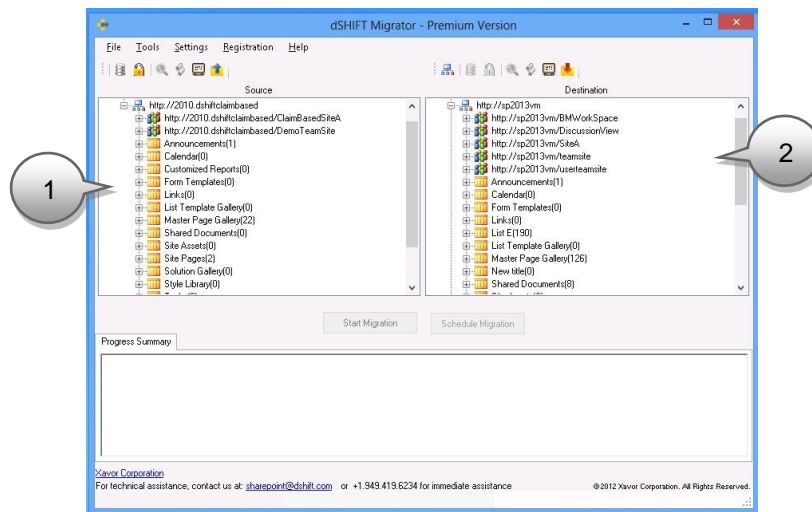 dSHIFT Migrator - Premium Version
File Tools Settings Registration Help
Source
http://2010.dshiftclaimbased
http://2010.dshiftclaimbased/ClaimBasedSiteA
http://2010.dshiftclaimbased/DemoTeamSite
Announcements(1)
Calendar(0)
Customized Reports(0)
Form Templates(0)
Links(0)
List Template Gallery(0)
Master Page Gallery(22)
Shared Documents(0)
Site Assets(0)
Site Pages(2)
Solution Gallery(0)
Style Library(0)
Destination
http://sp2013vm
http://sp2013vm/BMWorkSpace
http://sp2013vm/DiscussionView
http://sp2013vm/SiteA
http://sp2013vm/teamsite
http://sp2013vm/userteamsite
Announcements(1)
Calendar(0)
Form Templates(0)
Links(0)
List E(190)
List Template Gallery(0)
Master Page Gallery(126)
New title(0)
Shared Documents(8)
1
2
Start Migration
Schedule Migration
Progress Summary
Xavor Corporation
For technical assistance, contact us at: sharepoint@dshift.com or +1.949.419.6234 for immediate assistance
©2012 Xavor Corporation. All Rights Reserved.